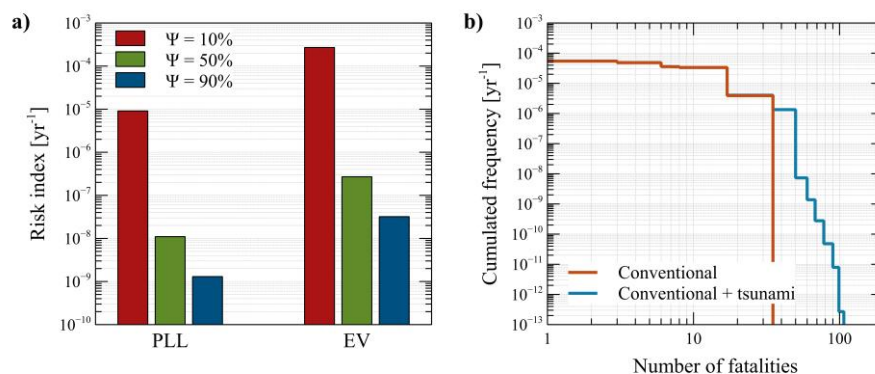 a)
Risk index [yr⁻¹]
10⁻³
10⁻⁴
10⁻⁵
10⁻⁶
10⁻⁷
10⁻⁸
10⁻⁹
10⁻¹⁰
Ψ = 10%
Ψ = 50%
Ψ = 90%
PLL EV
b)
Cumulated frequency [yr⁻¹]
10⁻³
10⁻⁴
10⁻⁵
10⁻⁶
10⁻⁷
10⁻⁸
10⁻⁹
10⁻¹⁰
10⁻¹¹
10⁻¹²
10⁻¹³
Conventional
Conventional + tsunami
1 10 100
Number of fatalities